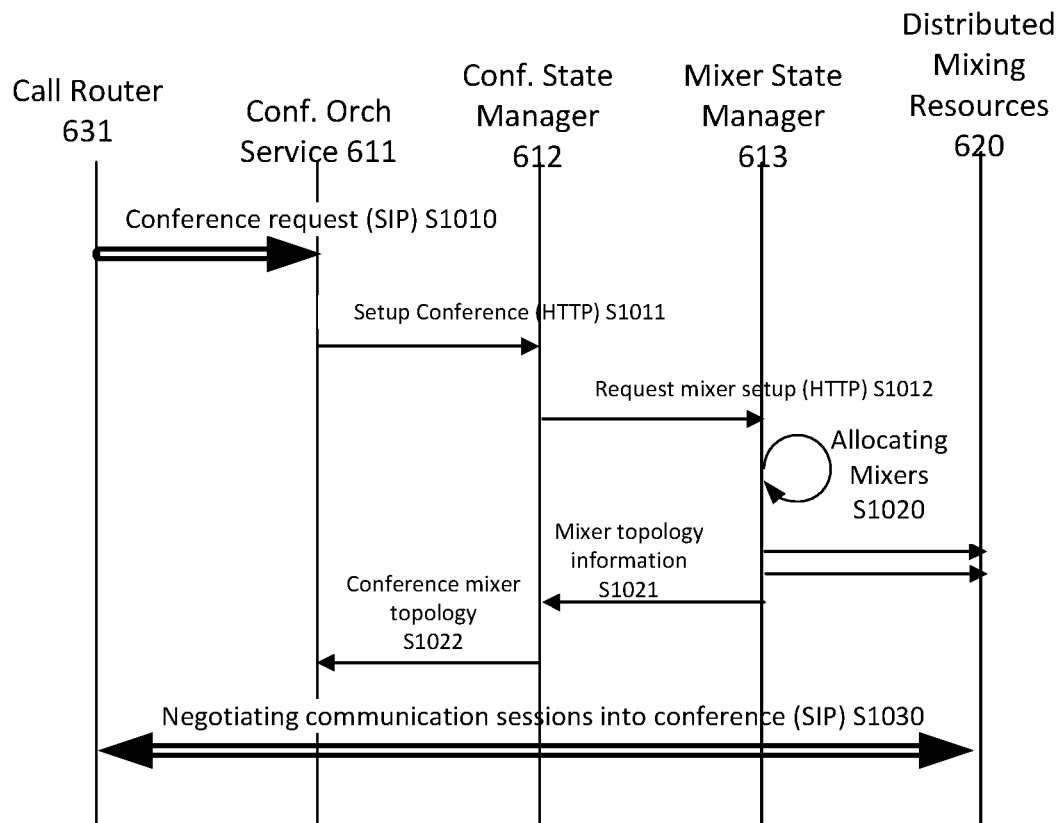 Call Router
631
Conf. Orch
Service 611
Conf. State
Manager
612
Mixer State
Manager
613
Distributed
Mixing
Resources
620
Conference request (SIP) S1010
Setup Conference (HTTP) S1011
Request mixer setup (HTTP) S1012
Allocating
Mixers
S1020
Mixer topology
information
S1021
Conference mixer
topology
S1022
Negotiating communication sessions into conference (SIP) S1030